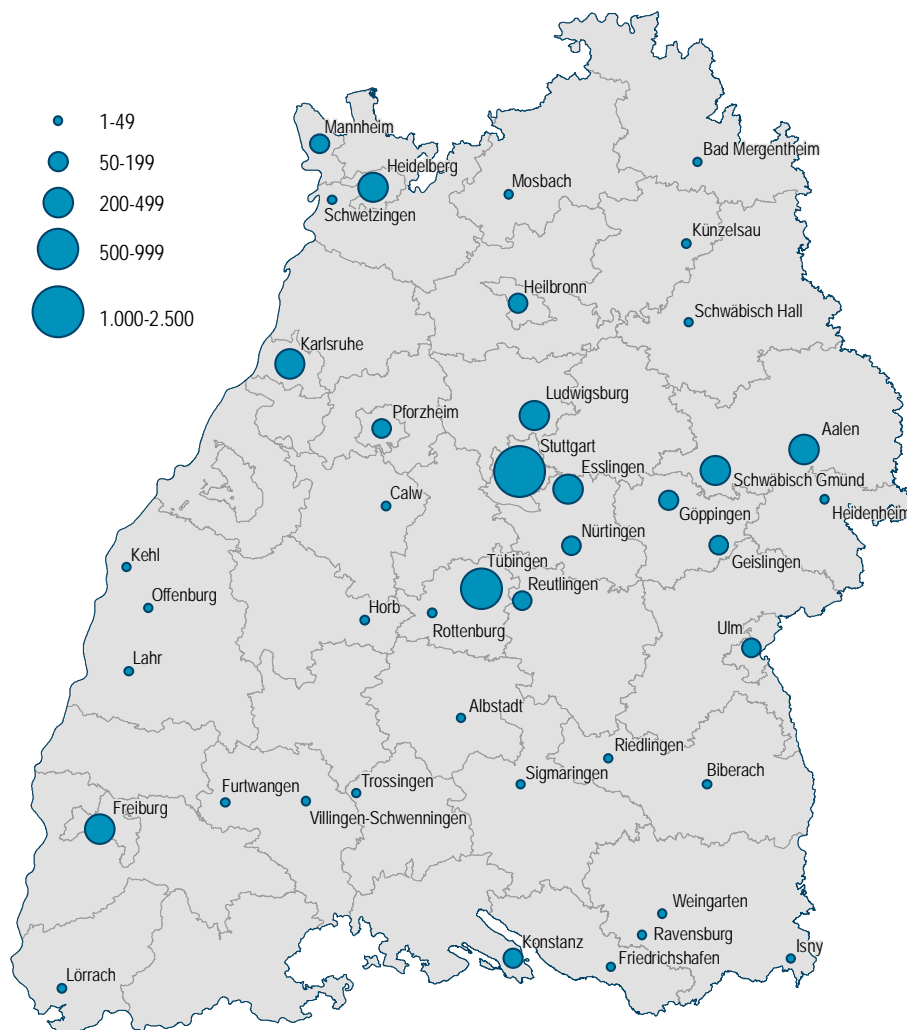 1-49
50-199
200-499
500-999
1.000-2.500
Mannheim
Bad Mergentheim
Heidelberg
Mosbach
Schwetzingen
Künzelsau
Heilbronn
Schwäbisch Hall
Karlsruhe
Ludwigsburg
Pforzheim
Aalen
Stuttgart
Esslingen
Schwäbisch Gmünd
Calw
Göppingen
Heidenheim
Nürtingen
Kehl
Tübingen
Geislingen
Offenburg
Horb
Reutlingen
Rottenburg
Ulm
Lahr
Albstadt
Riedlingen
Furtwangen
Trossingen
Sigmaringen
Biberach
Freiburg
Villingen-Schwenningen
Weingarten
Ravensburg
Konstanz
Isny
Friedrichshafen
Lörrach